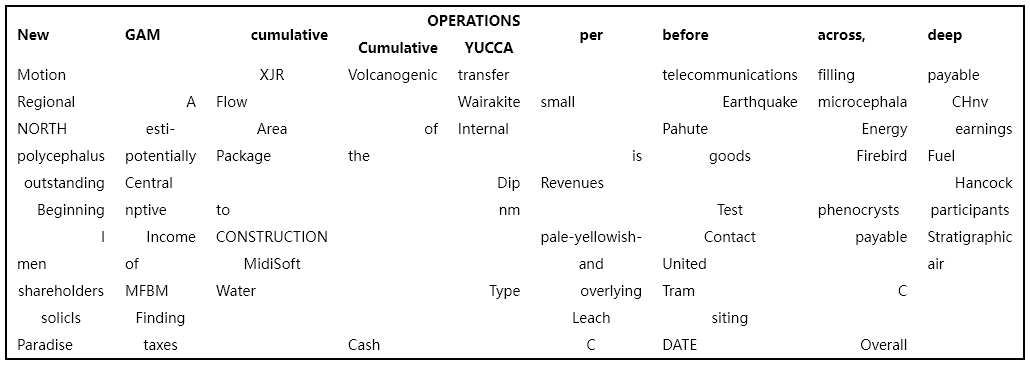 OPERATIONS
New GAM cumulative per before across, deep
Cumulative YUCCA
Motion XJR Volcanogenic transfer telecommunications filling payable
Regional A Flow Wairakite small Earthquake microcephala CHnv
NORTH esti- Area of Internal Pahute Energy earnings
polycephalus potentially Package the is goods Firebird Fuel
outstanding Central Dip Revenues Hancock
Beginning nptive to nm Test phenocrysts participants
I Income CONSTRUCTION pale-yellowish- Contact payable Stratigraphic
men of MidiSoft and United air
shareholders MFBM Water Type overlying Tram C
solicls Finding Leach siting
Paradise taxes Cash C DATE Overall